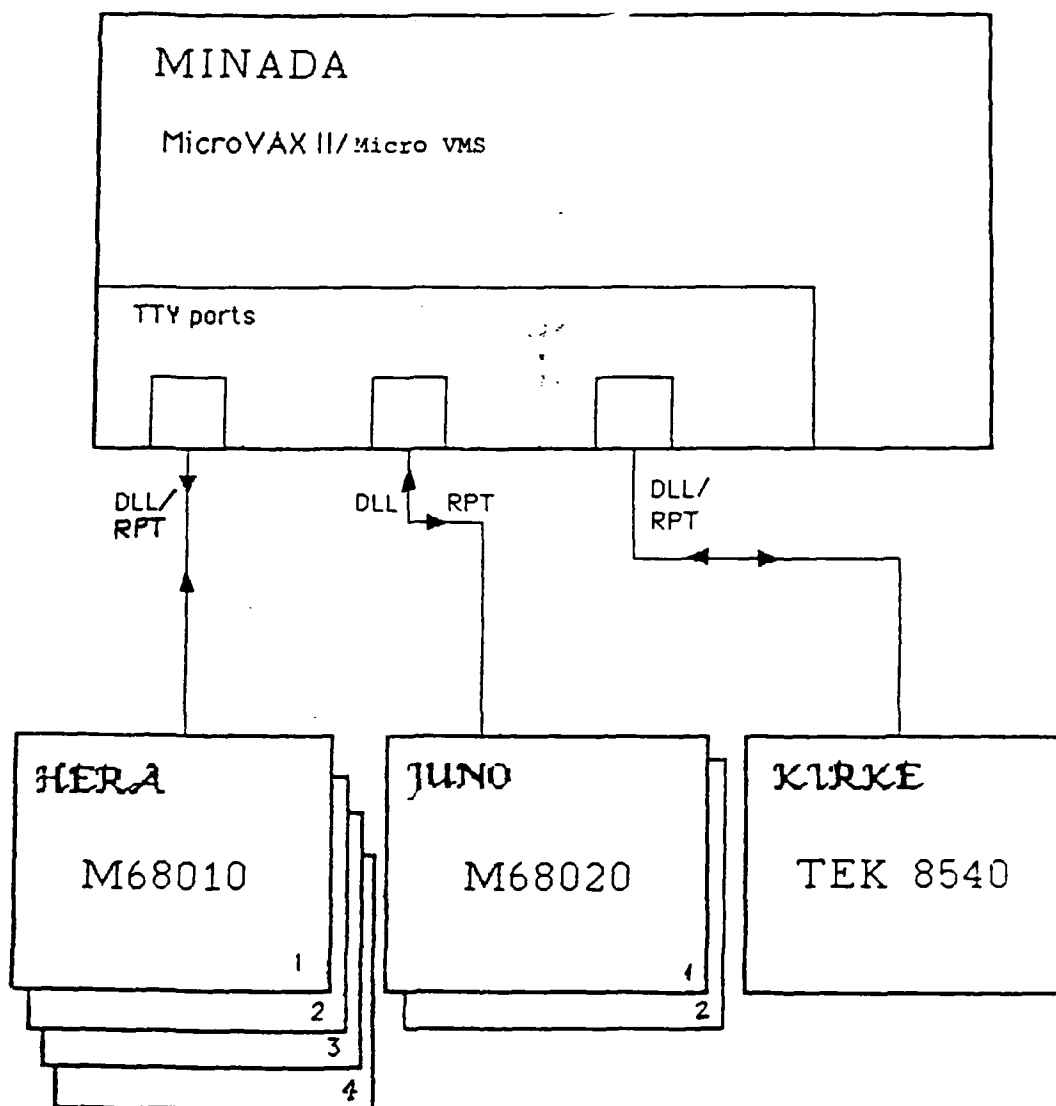 MINADA
MicroVAX II/Micro VMS
TTY ports
DLL/
RPT
DLL
RPT
DLL/
RPT
HERA
M68010
1
2
3
4
JUNO
M68020
1
2
KIRKE
TEK 8540